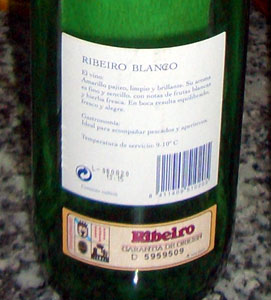 RIBEIRO BLANCO
El vino:
Amarillo pajizo, limpio y brillante. Su aroma
es fino y sencillo, con notas de frutas blancas
y hierba fresca. En boca resulta equilibrado,
fresco y alegre.
Gastronomía:
Ideal para acompañar pescados y aperitivos.
Temperatura de servicio: 9-10° C
Ribeiro
GARANTIA DE ORIGEN
D 5959509